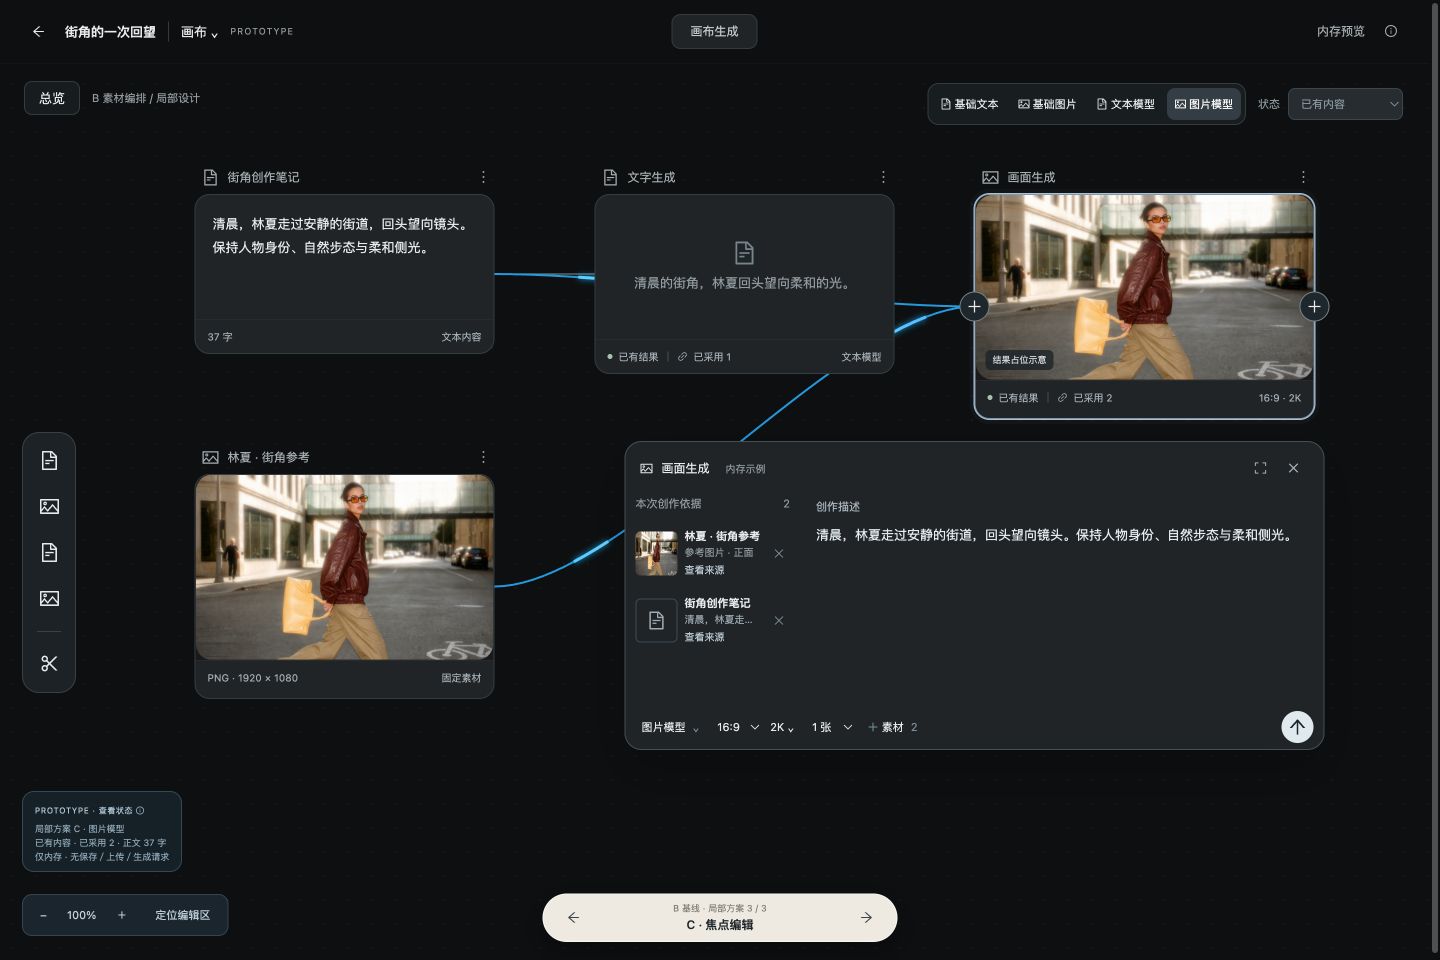 街角的一次回望
画布
PROTOTYPE
画布生成
内存预览
总览
B 素材编排 / 局部设计
基础文本
基础图片
文本模型
图片模型
状态
已有内容
街角创作笔记
清晨，林夏走过安静的街道，回头望向镜头。
保持人物身份、自然步态与柔和侧光。
37 字
文本内容
文字生成
清晨的街角，林夏回头望向柔和的光。
已有结果
已采用 1
文本模型
画面生成
结果占位示意
已有结果
已采用 2
16:9 · 2K
林夏 · 街角参考
PNG · 1920 × 1080
固定素材
画面生成
内存示例
本次创作依据
2
林夏 · 街角参考
参考图片 · 正面
查看来源
街角创作笔记
清晨，林夏走...
查看来源
创作描述
清晨，林夏走过安静的街道，回头望向镜头。保持人物身份、自然步态与柔和侧光。
图片模型
16:9
2K
1 张
素材 2
PROTOTYPE · 查看状态
局部方案 C · 图片模型
已有内容 · 已采用 2 · 正文 37 字
仅内存 · 无保存 / 上传 / 生成请求
− 100% +
定位编辑区
B 基线 · 局部方案 3 / 3
C · 焦点编辑